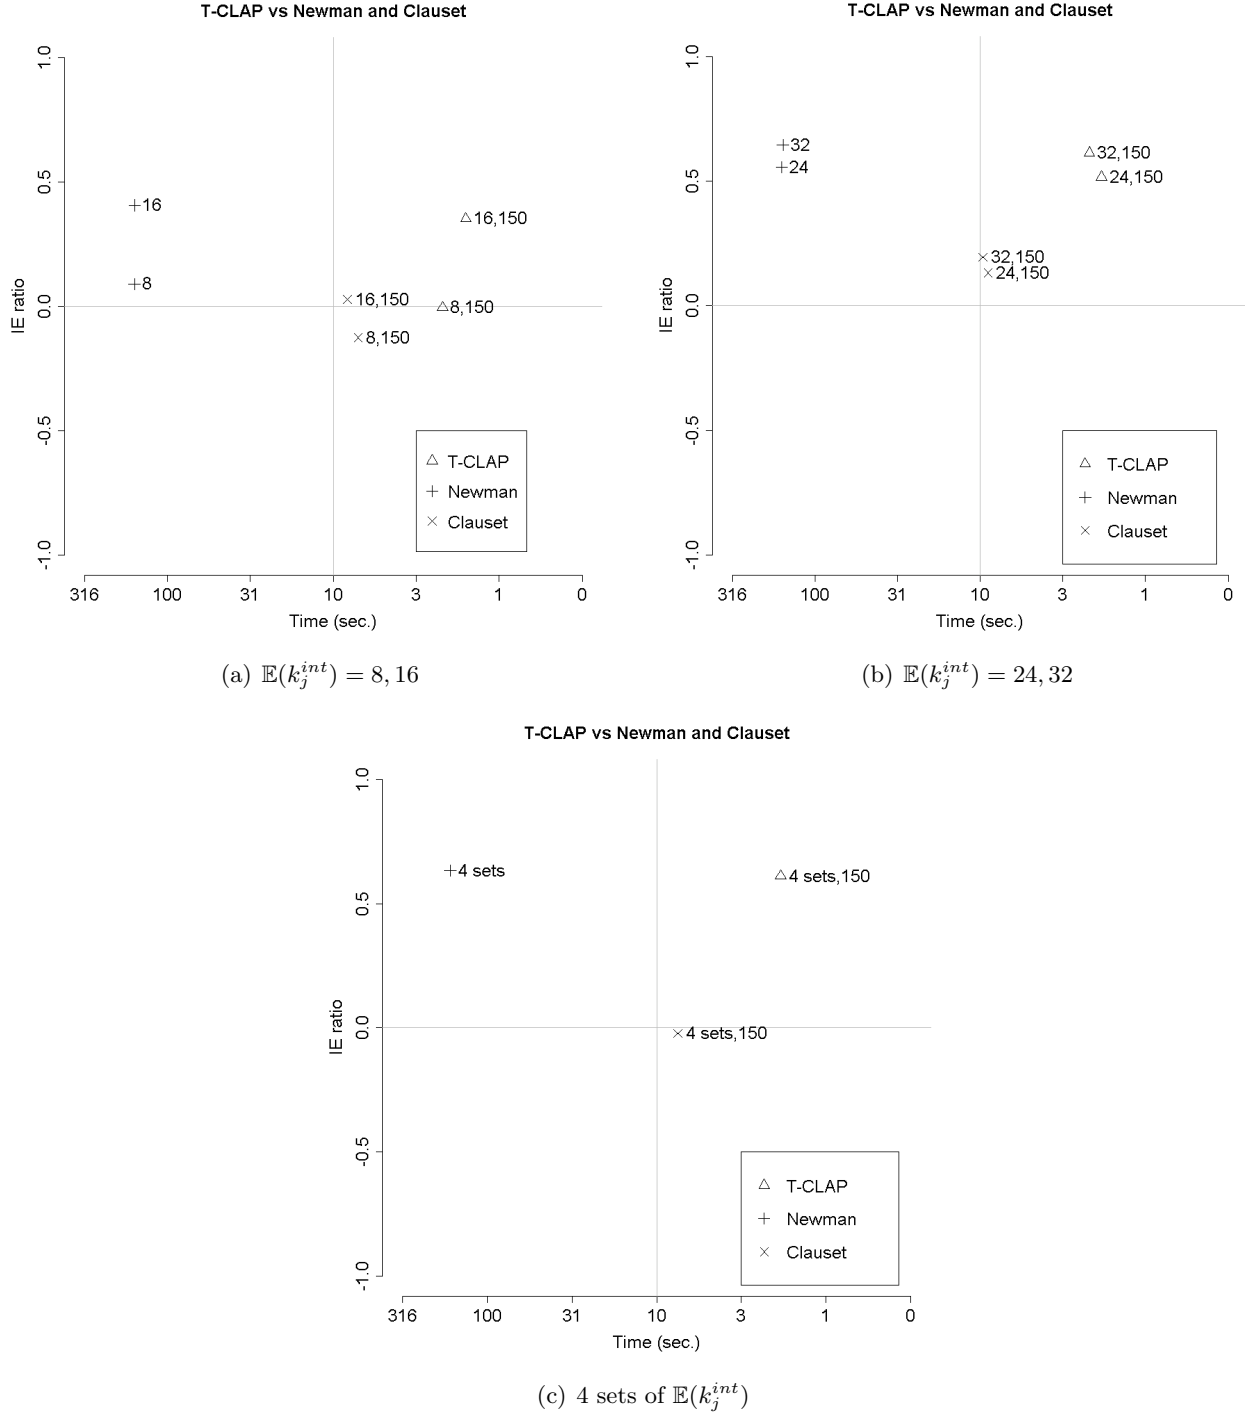 T-CLAP vs Newman and Clauset
IE ratio
1.0
0.5
0.0
-0.5
-1.0
16
8
16,150
8,150
16,150
8,150
T-CLAP
Newman
Clauset
316 100 31 10 3 1 0
Time (sec.)
(a) 𝔼(k_j^{int}) = 8, 16
T-CLAP vs Newman and Clauset
IE ratio
1.0
0.5
0.0
-0.5
-1.0
32
24
32,150
24,150
32,150
24,150
T-CLAP
Newman
Clauset
316 100 31 10 3 1 0
Time (sec.)
(b) 𝔼(k_j^{int}) = 24, 32
T-CLAP vs Newman and Clauset
IE ratio
1.0
0.5
0.0
-0.5
-1.0
4 sets
4 sets,150
4 sets,150
T-CLAP
Newman
Clauset
316 100 31 10 3 1 0
Time (sec.)
(c) 4 sets of 𝔼(k_j^{int})